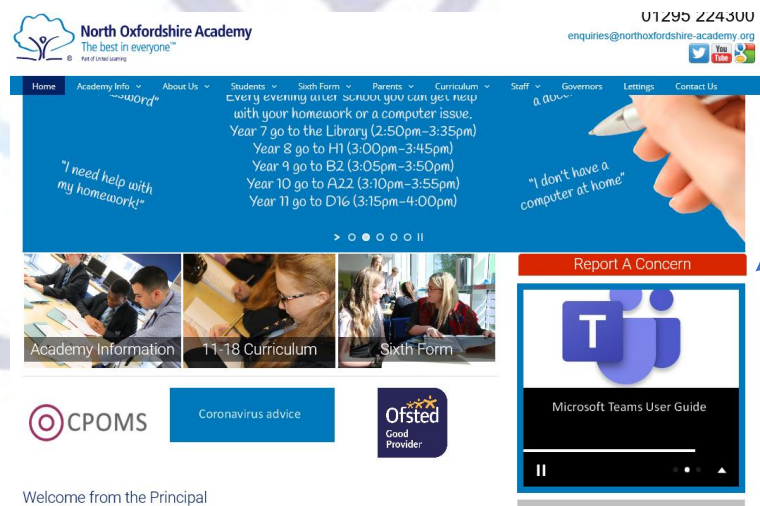 01295 224300
North Oxfordshire Academy
The best in everyone™
Part of United Learning
enquiries@northoxfordshire-academy.org
You
Tube
Home Academy Info About Us Students Sixth Form Parents Curriculum Staff Governors Lettings Contact Us
Every evening after school you can get help
with your homework or a computer issue.
Year 7 go to the Library (2:50pm-3:35pm)
Year 8 go to H1 (3:00pm-3:45pm)
Year 9 go to B2 (3:05pm-3:50pm)
Year 10 go to A22 (3:10pm-3:55pm)
Year 11 go to D16 (3:15pm-4:00pm)
"I need help with
my homework!"
"I don't have a
computer at home"
Report A Concern
Academy Information
11-18 Curriculum
Sixth Form
T
Microsoft Teams User Guide
CPOMS
Coronavirus advice
Ofsted
Good
Provider
Welcome from the Principal